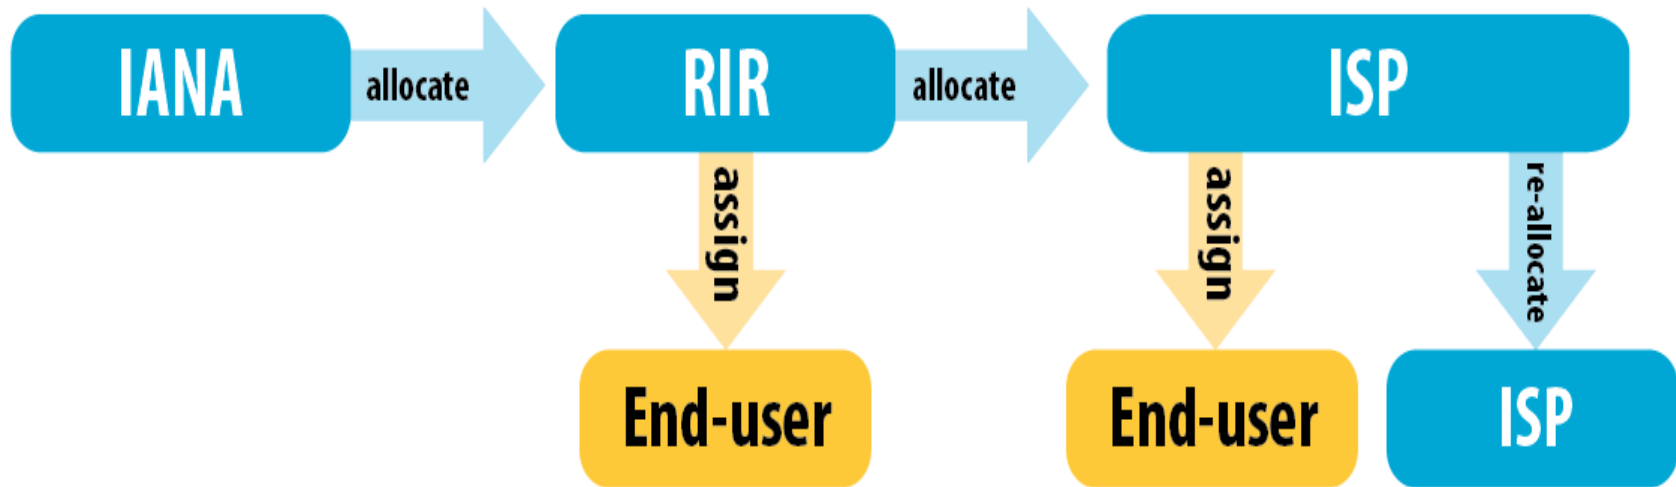 IANA
allocate
RIR
allocate
ISP
assign
assign
re-allocate
End-user
End-user
ISP